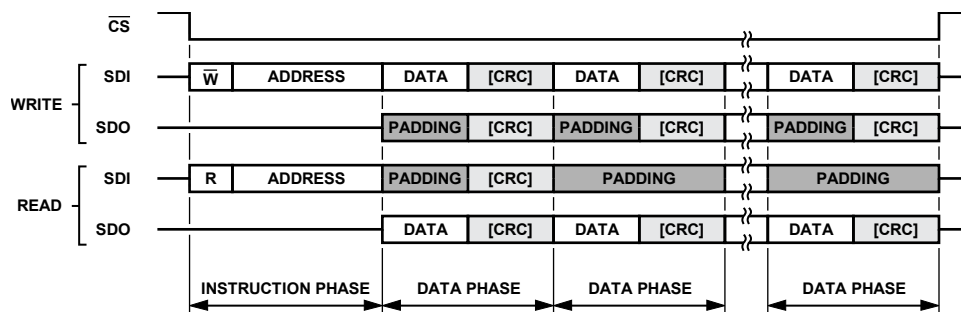 CS
SDI W ADDRESS DATA [CRC] DATA [CRC] DATA [CRC]
WRITE
SDO PADDING [CRC] PADDING [CRC] PADDING [CRC]
SDI R ADDRESS PADDING [CRC] PADDING PADDING
READ
SDO DATA [CRC] DATA [CRC] DATA [CRC]
INSTRUCTION PHASE DATA PHASE DATA PHASE DATA PHASE